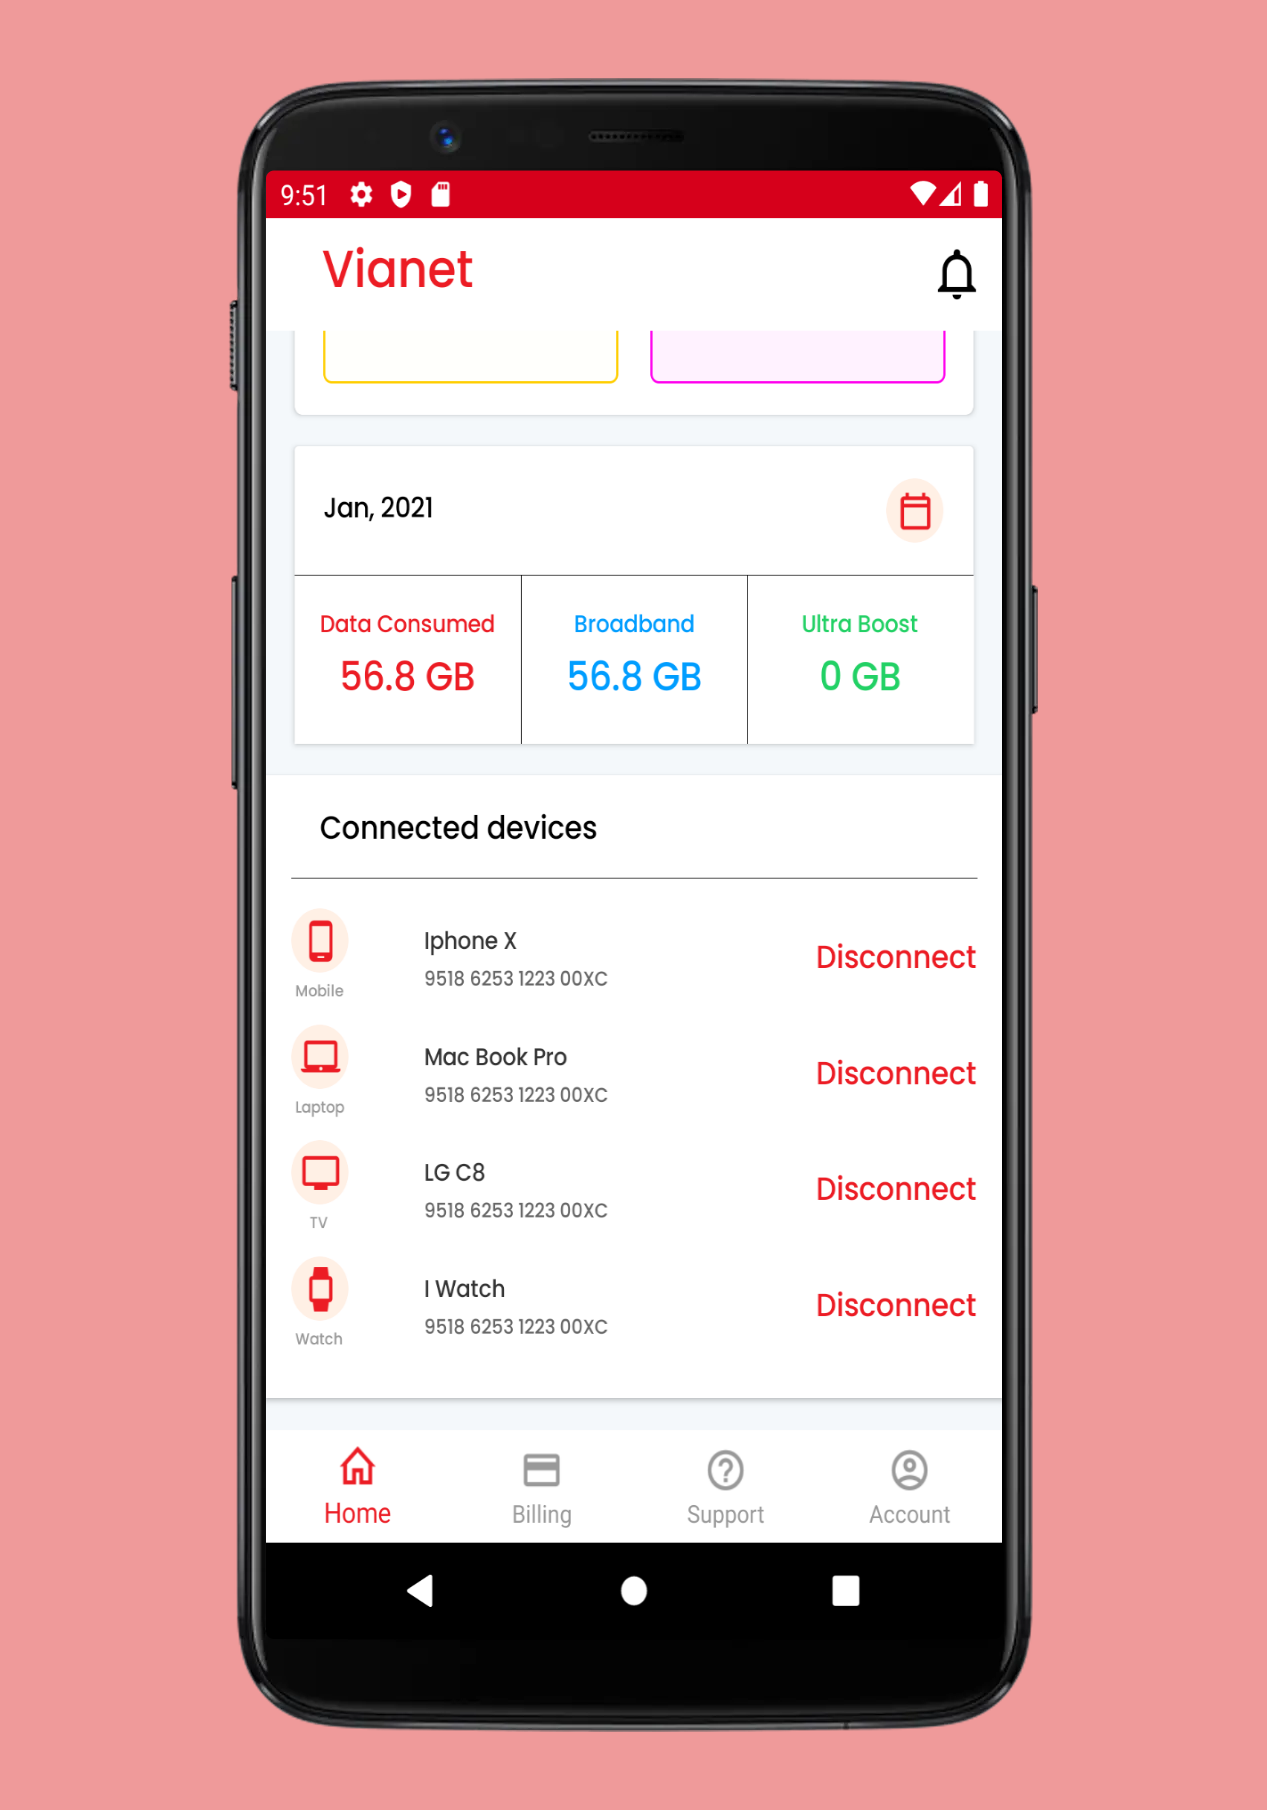 9:51
Vianet
Jan, 2021
Data Consumed Broadband Ultra Boost
56.8 GB 56.8 GB 0 GB
Connected devices
Iphone X
9518 6253 1223 00XC
Disconnect
Mobile
Mac Book Pro
9518 6253 1223 00XC
Disconnect
Laptop
LG C8
9518 6253 1223 00XC
Disconnect
TV
I Watch
9518 6253 1223 00XC
Disconnect
Watch
Home Billing Support Account